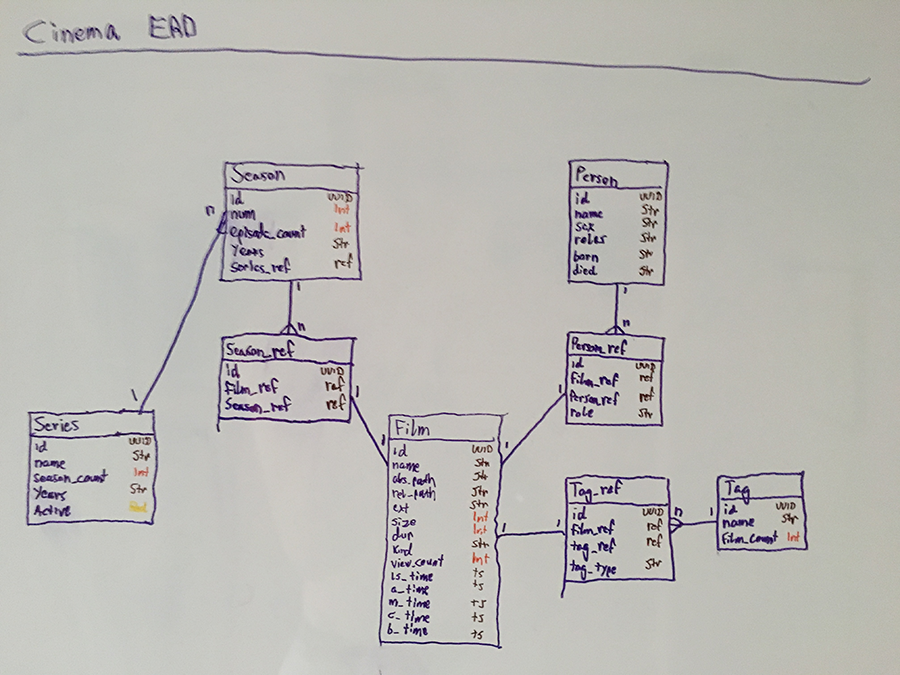 Cinema ERD
Season
id UUID
num Int
episode_count Int
Years Str
series_ref ref
n
1
n
1
Person
id UUID
name Str
sex Str
roles Str
born Str
died Str
1
n
Season_ref
id UUID
Film_ref ref
Season_ref ref
1
Person_ref
id UUID
film_ref ref
Person_ref ref
role Str
1
Series
id UUID
name Str
season_count Int
Years Str
Active
Film
id UUID
name Str
abs_path Str
rel_path Str
ext Str
size Int
dur Int
kind Str
view_count Int
ls_time ts
a_time ts
m_time ts
c_time ts
b_time ts
1
1
1
1
Tag_ref
id UUID
film_ref ref
tag_ref ref
tag_type Str
n
1
Tag
id UUID
name Str
film_count Int